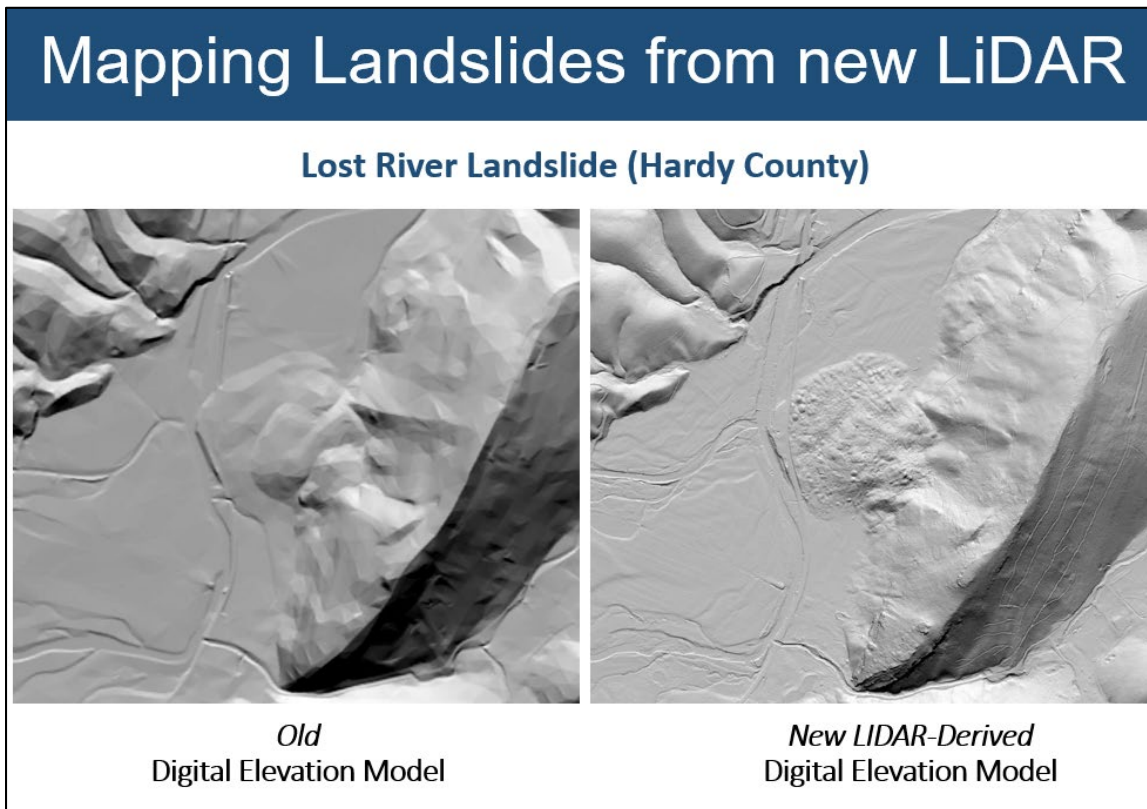 Mapping Landslides from new LiDAR
Lost River Landslide (Hardy County)
Old
Digital Elevation Model
New LIDAR-Derived
Digital Elevation Model